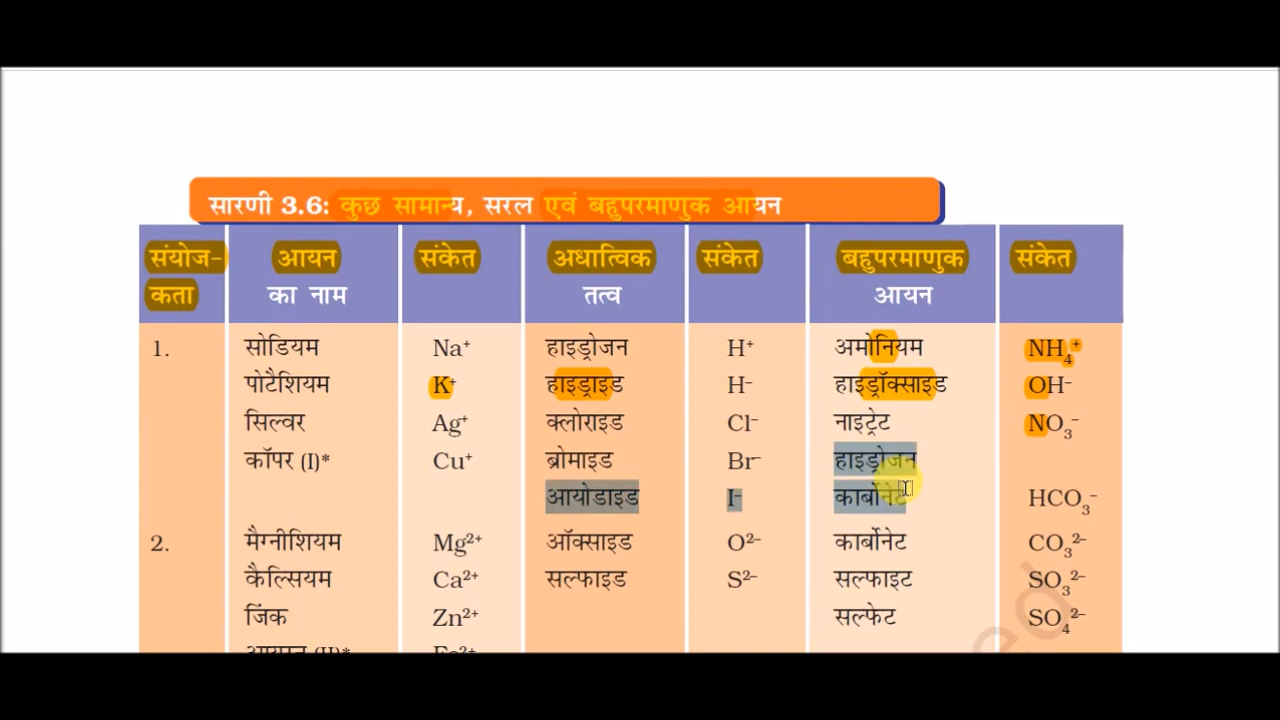 सारणी 3.6: कुछ सामान्य, सरल एवं बहुपरमाणुक आयन
संयोज- आयन संकेत अधात्विक संकेत बहुपरमाणुक संकेत
कता का नाम तत्व आयन
1. सोडियम Na⁺ हाइड्रोजन H⁺ अमोनियम NH₄⁺
पोटैशियम K⁺ हाइड्राइड H⁻ हाइड्रॉक्साइड OH⁻
सिल्वर Ag⁺ क्लोराइड Cl⁻ नाइट्रेट NO₃⁻
कॉपर (I)* Cu⁺ ब्रोमाइड Br⁻ हाइड्रोजन
आयोडाइड I⁻ कार्बोनेट HCO₃⁻
2. मैग्नीशियम Mg²⁺ ऑक्साइड O²⁻ कार्बोनेट CO₃²⁻
कैल्सियम Ca²⁺ सल्फाइड S²⁻ सल्फाइट SO₃²⁻
जिंक Zn²⁺ सल्फेट SO₄²⁻